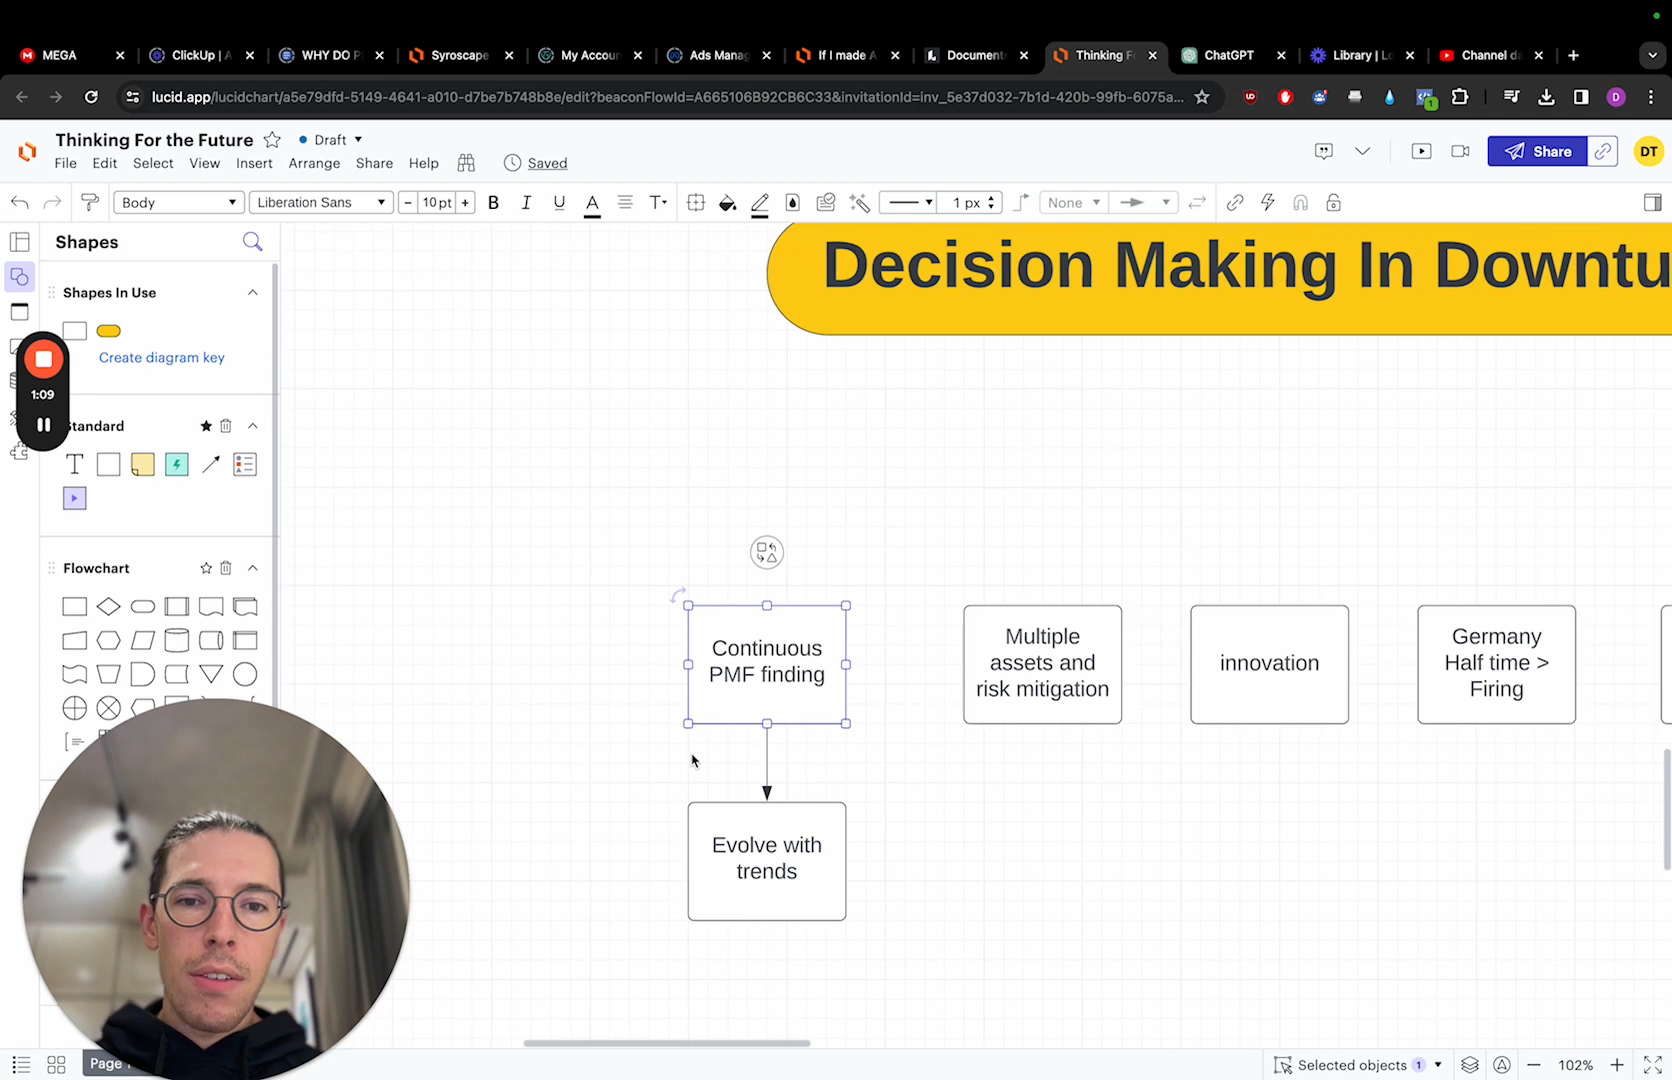 MEGA
ClickUp | A
WHY DO P
Syroscape
My Accoun
Ads Manag
If I made A
Document
Thinking F
ChatGPT
Library | Lo
Channel da
lucid.app/lucidchart/a5e79dfd-5149-4641-a010-d7be7b748b8e/edit?beaconFlowId=A665106B92CB6C33&invitationId=inv_5e37d032-7b1d-420b-99fb-6075a...
1
D
Thinking For the Future
Draft
File Edit Select View Insert Arrange Share Help
Saved
Share
DT
Body
Liberation Sans
10 pt
B I U A
T
1 px
None
Shapes
Shapes In Use
Create diagram key
1:09
Standard
T
Flowchart
Decision Making In Downtu
Continuous
PMF finding
Multiple
assets and
risk mitigation
innovation
Germany
Half time >
Firing
Evolve with
trends
Page
Selected objects 1
102%